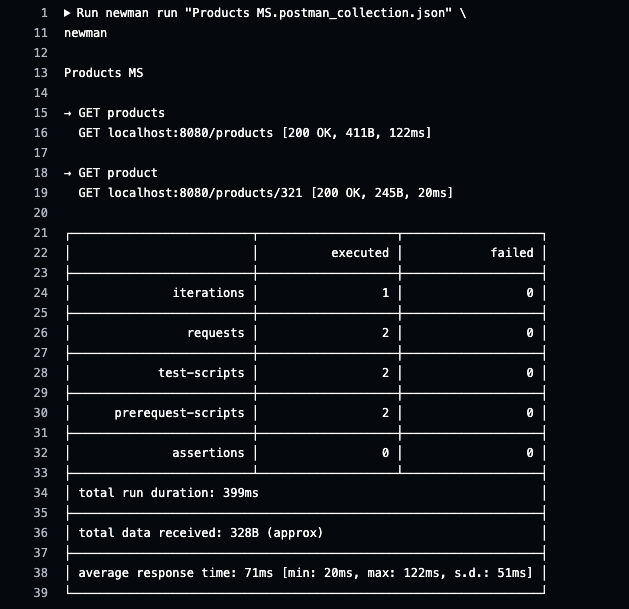 1 ▶ Run newman run "Products MS.postman_collection.json" \
11 newman
12
13 Products MS
14
15 → GET products
16 GET localhost:8080/products [200 OK, 411B, 122ms]
17
18 → GET product
19 GET localhost:8080/products/321 [200 OK, 245B, 20ms]
20
21
22 executed failed
23
24 iterations 1 0
25
26 requests 2 0
27
28 test-scripts 2 0
29
30 prerequest-scripts 2 0
31
32 assertions 0 0
33
34 total run duration: 399ms
35
36 total data received: 328B (approx)
37
38 average response time: 71ms [min: 20ms, max: 122ms, s.d.: 51ms]
39